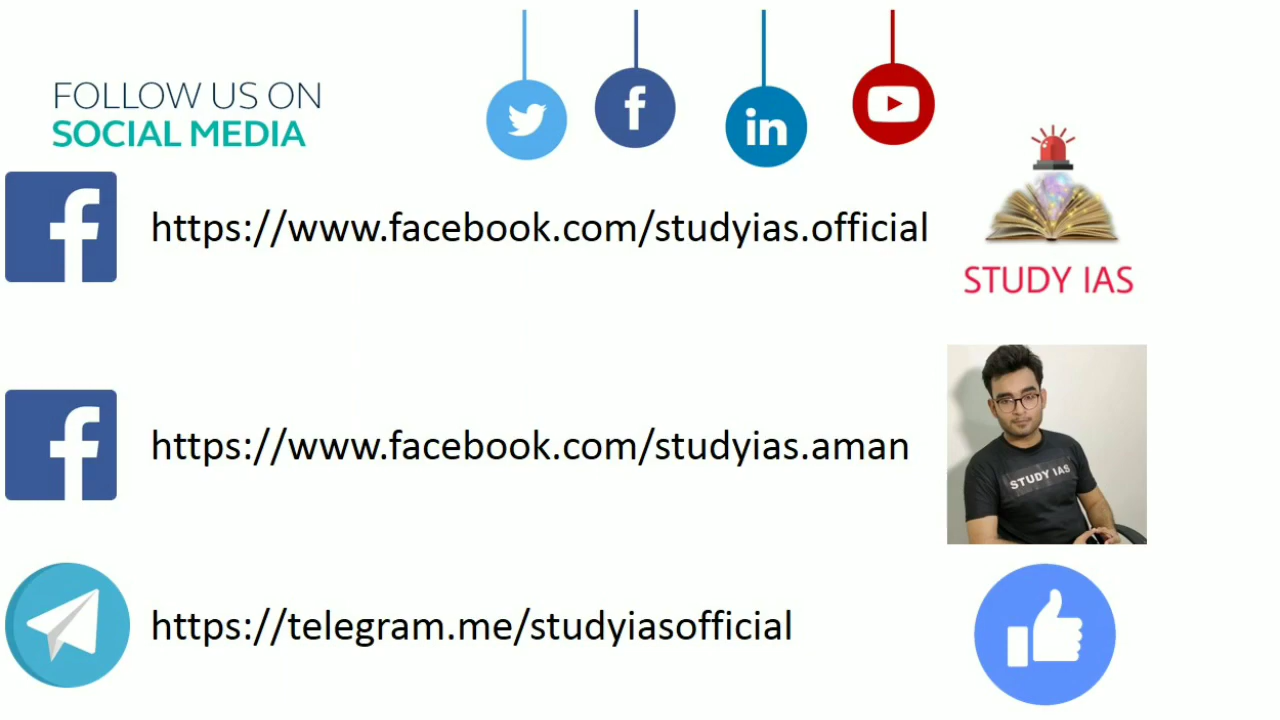 FOLLOW US ON
SOCIAL MEDIA
in
https://www.facebook.com/studyias.official
STUDY IAS
https://www.facebook.com/studyias.aman
STUDY IAS
https://telegram.me/studyiasofficial